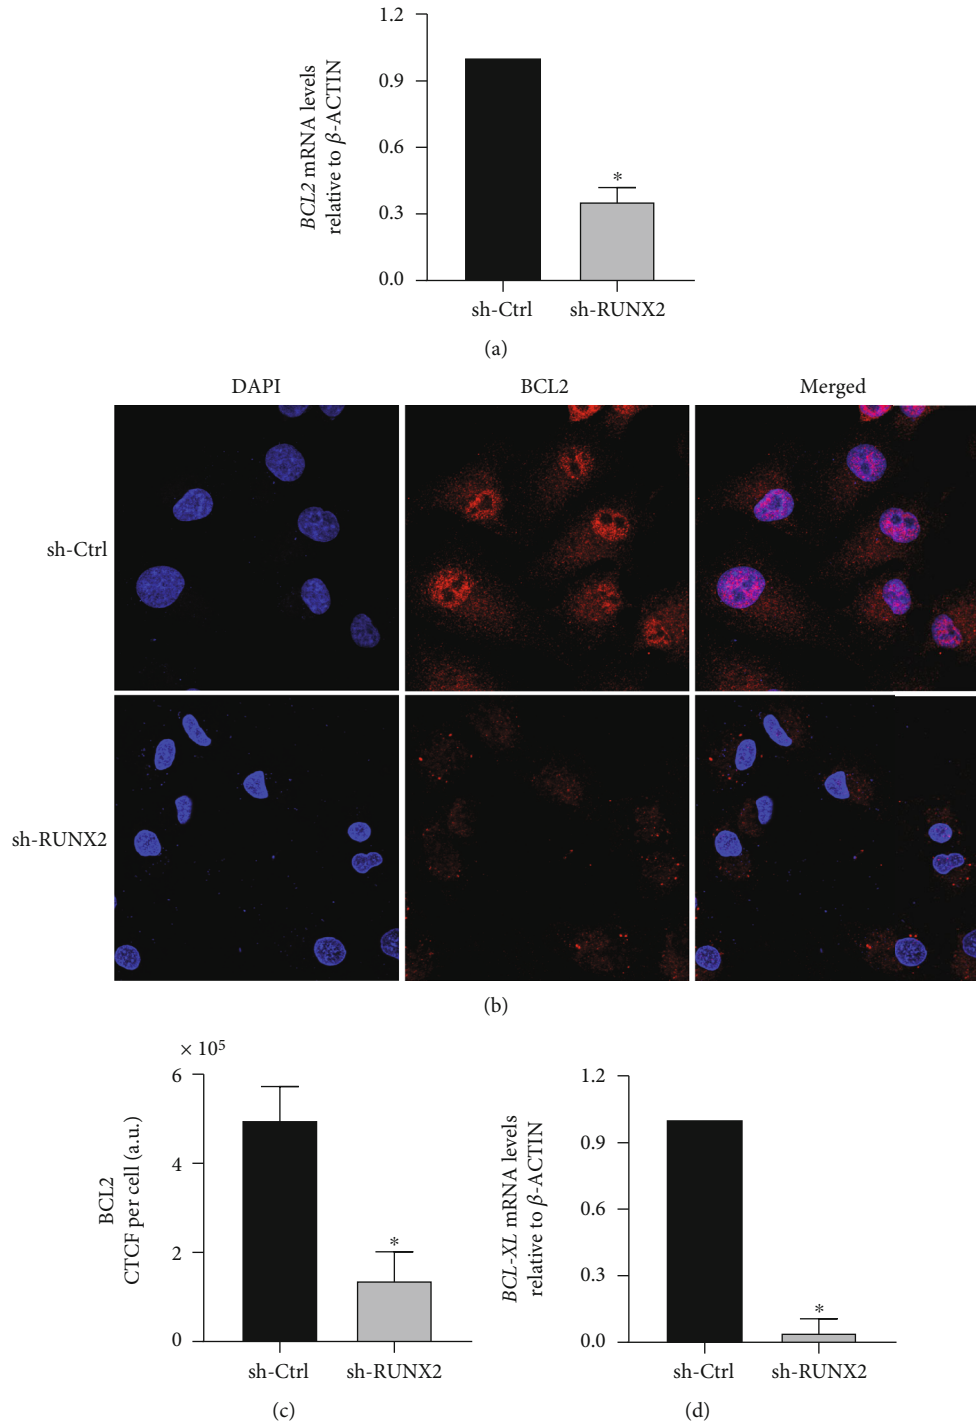 1.2
0.9
0.6
0.3
0.0
BCL2 mRNA levels
relative to β-ACTIN
*
sh-Ctrl
sh-RUNX2
(a)
DAPI
BCL2
Merged
sh-Ctrl
sh-RUNX2
(b)
× 10⁵
6
4
2
0
BCL2
CTCF per cell (a.u.)
*
sh-Ctrl
sh-RUNX2
(c)
1.2
0.9
0.6
0.3
0.0
BCL-XL mRNA levels
relative to β-ACTIN
*
sh-Ctrl
sh-RUNX2
(d)